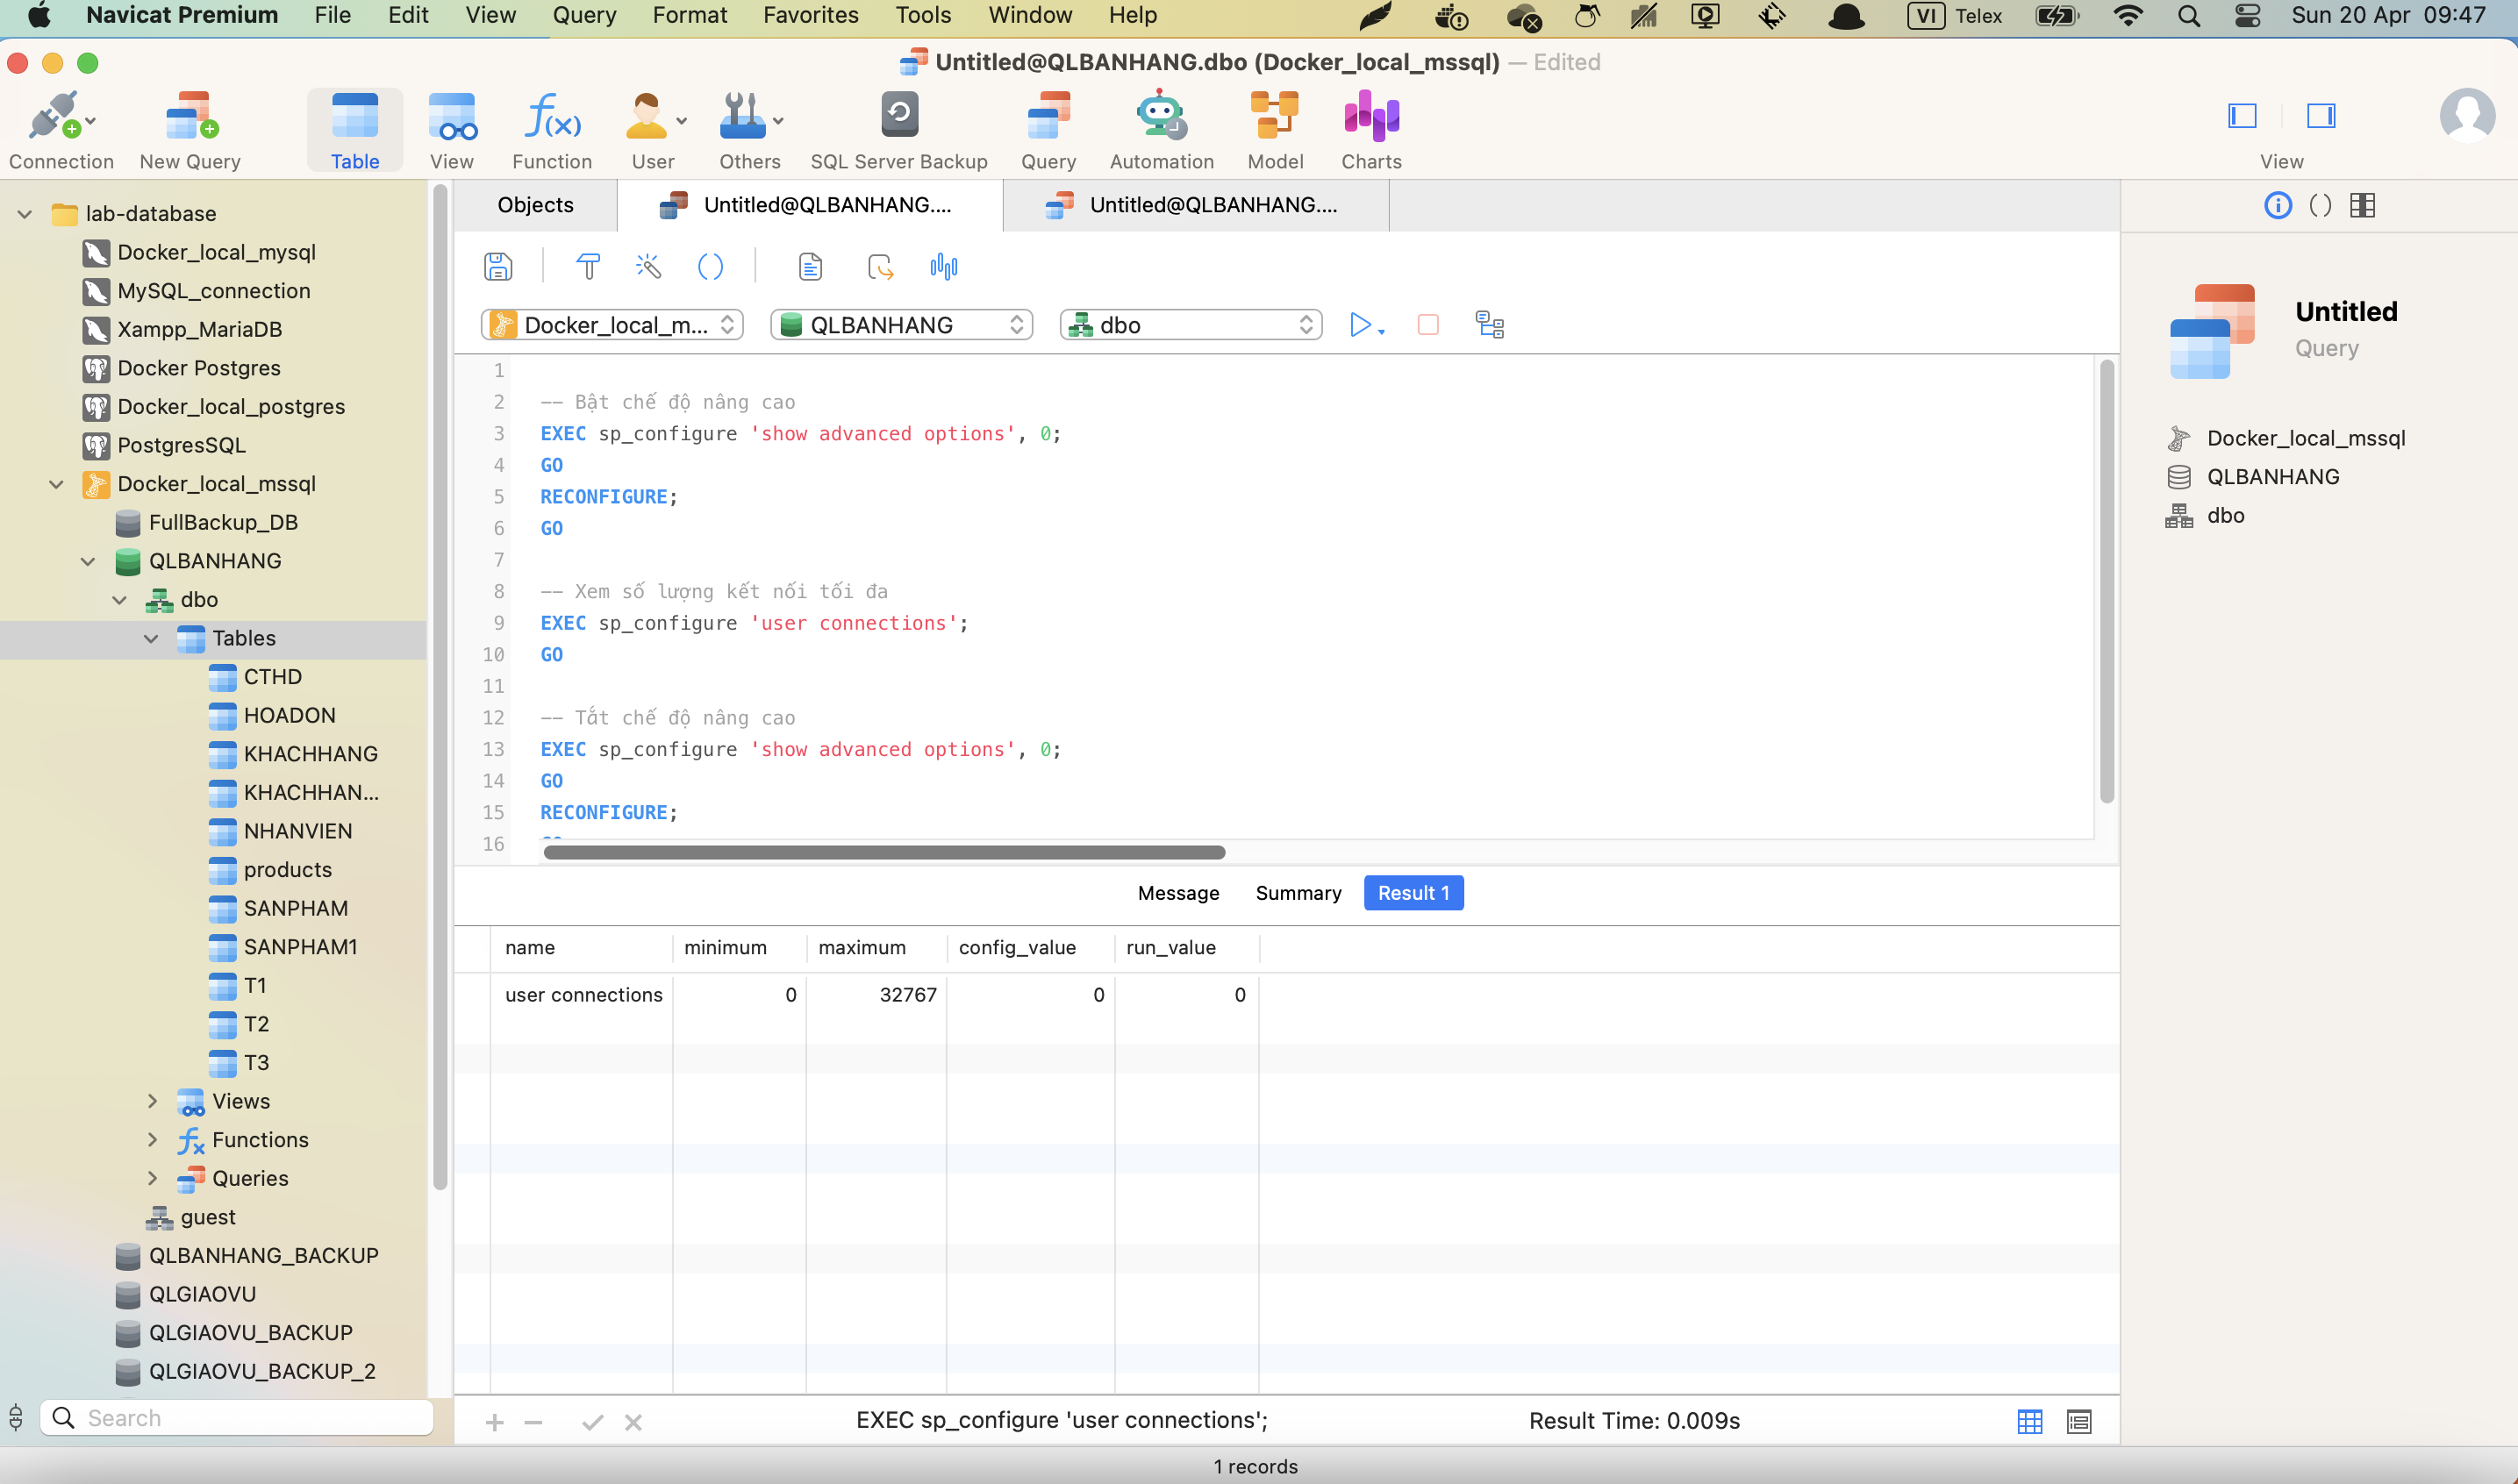 Navicat Premium File Edit View Query Format Favorites Tools Window Help VI Telex Sun 20 Apr 09:47
Untitled@QLBANHANG.dbo (Docker_local_mssql) — Edited
Connection New Query Table View Function User Others SQL Server Backup Query Automation Model Charts View
lab-database
Docker_local_mysql
MySQL_connection
Xampp_MariaDB
Docker Postgres
Docker_local_postgres
PostgresSQL
Docker_local_mssql
FullBackup_DB
QLBANHANG
dbo
Tables
CTHD
HOADON
KHACHHANG
KHACHHAN...
NHANVIEN
products
SANPHAM
SANPHAM1
T1
T2
T3
Views
Functions
Queries
guest
QLBANHANG_BACKUP
QLGIAOVU
QLGIAOVU_BACKUP
QLGIAOVU_BACKUP_2
Search
Objects Untitled@QLBANHANG.... Untitled@QLBANHANG....
Docker_local_m... QLBANHANG dbo
1
2 -- Bật chế độ nâng cao
3 EXEC sp_configure 'show advanced options', 0;
4 GO
5 RECONFIGURE;
6 GO
7
8 -- Xem số lượng kết nối tối đa
9 EXEC sp_configure 'user connections';
10 GO
11
12 -- Tắt chế độ nâng cao
13 EXEC sp_configure 'show advanced options', 0;
14 GO
15 RECONFIGURE;
16
Message Summary Result 1
name minimum maximum config_value run_value
user connections 0 32767 0 0
EXEC sp_configure 'user connections'; Result Time: 0.009s
1 records
Untitled
Query
Docker_local_mssql
QLBANHANG
dbo